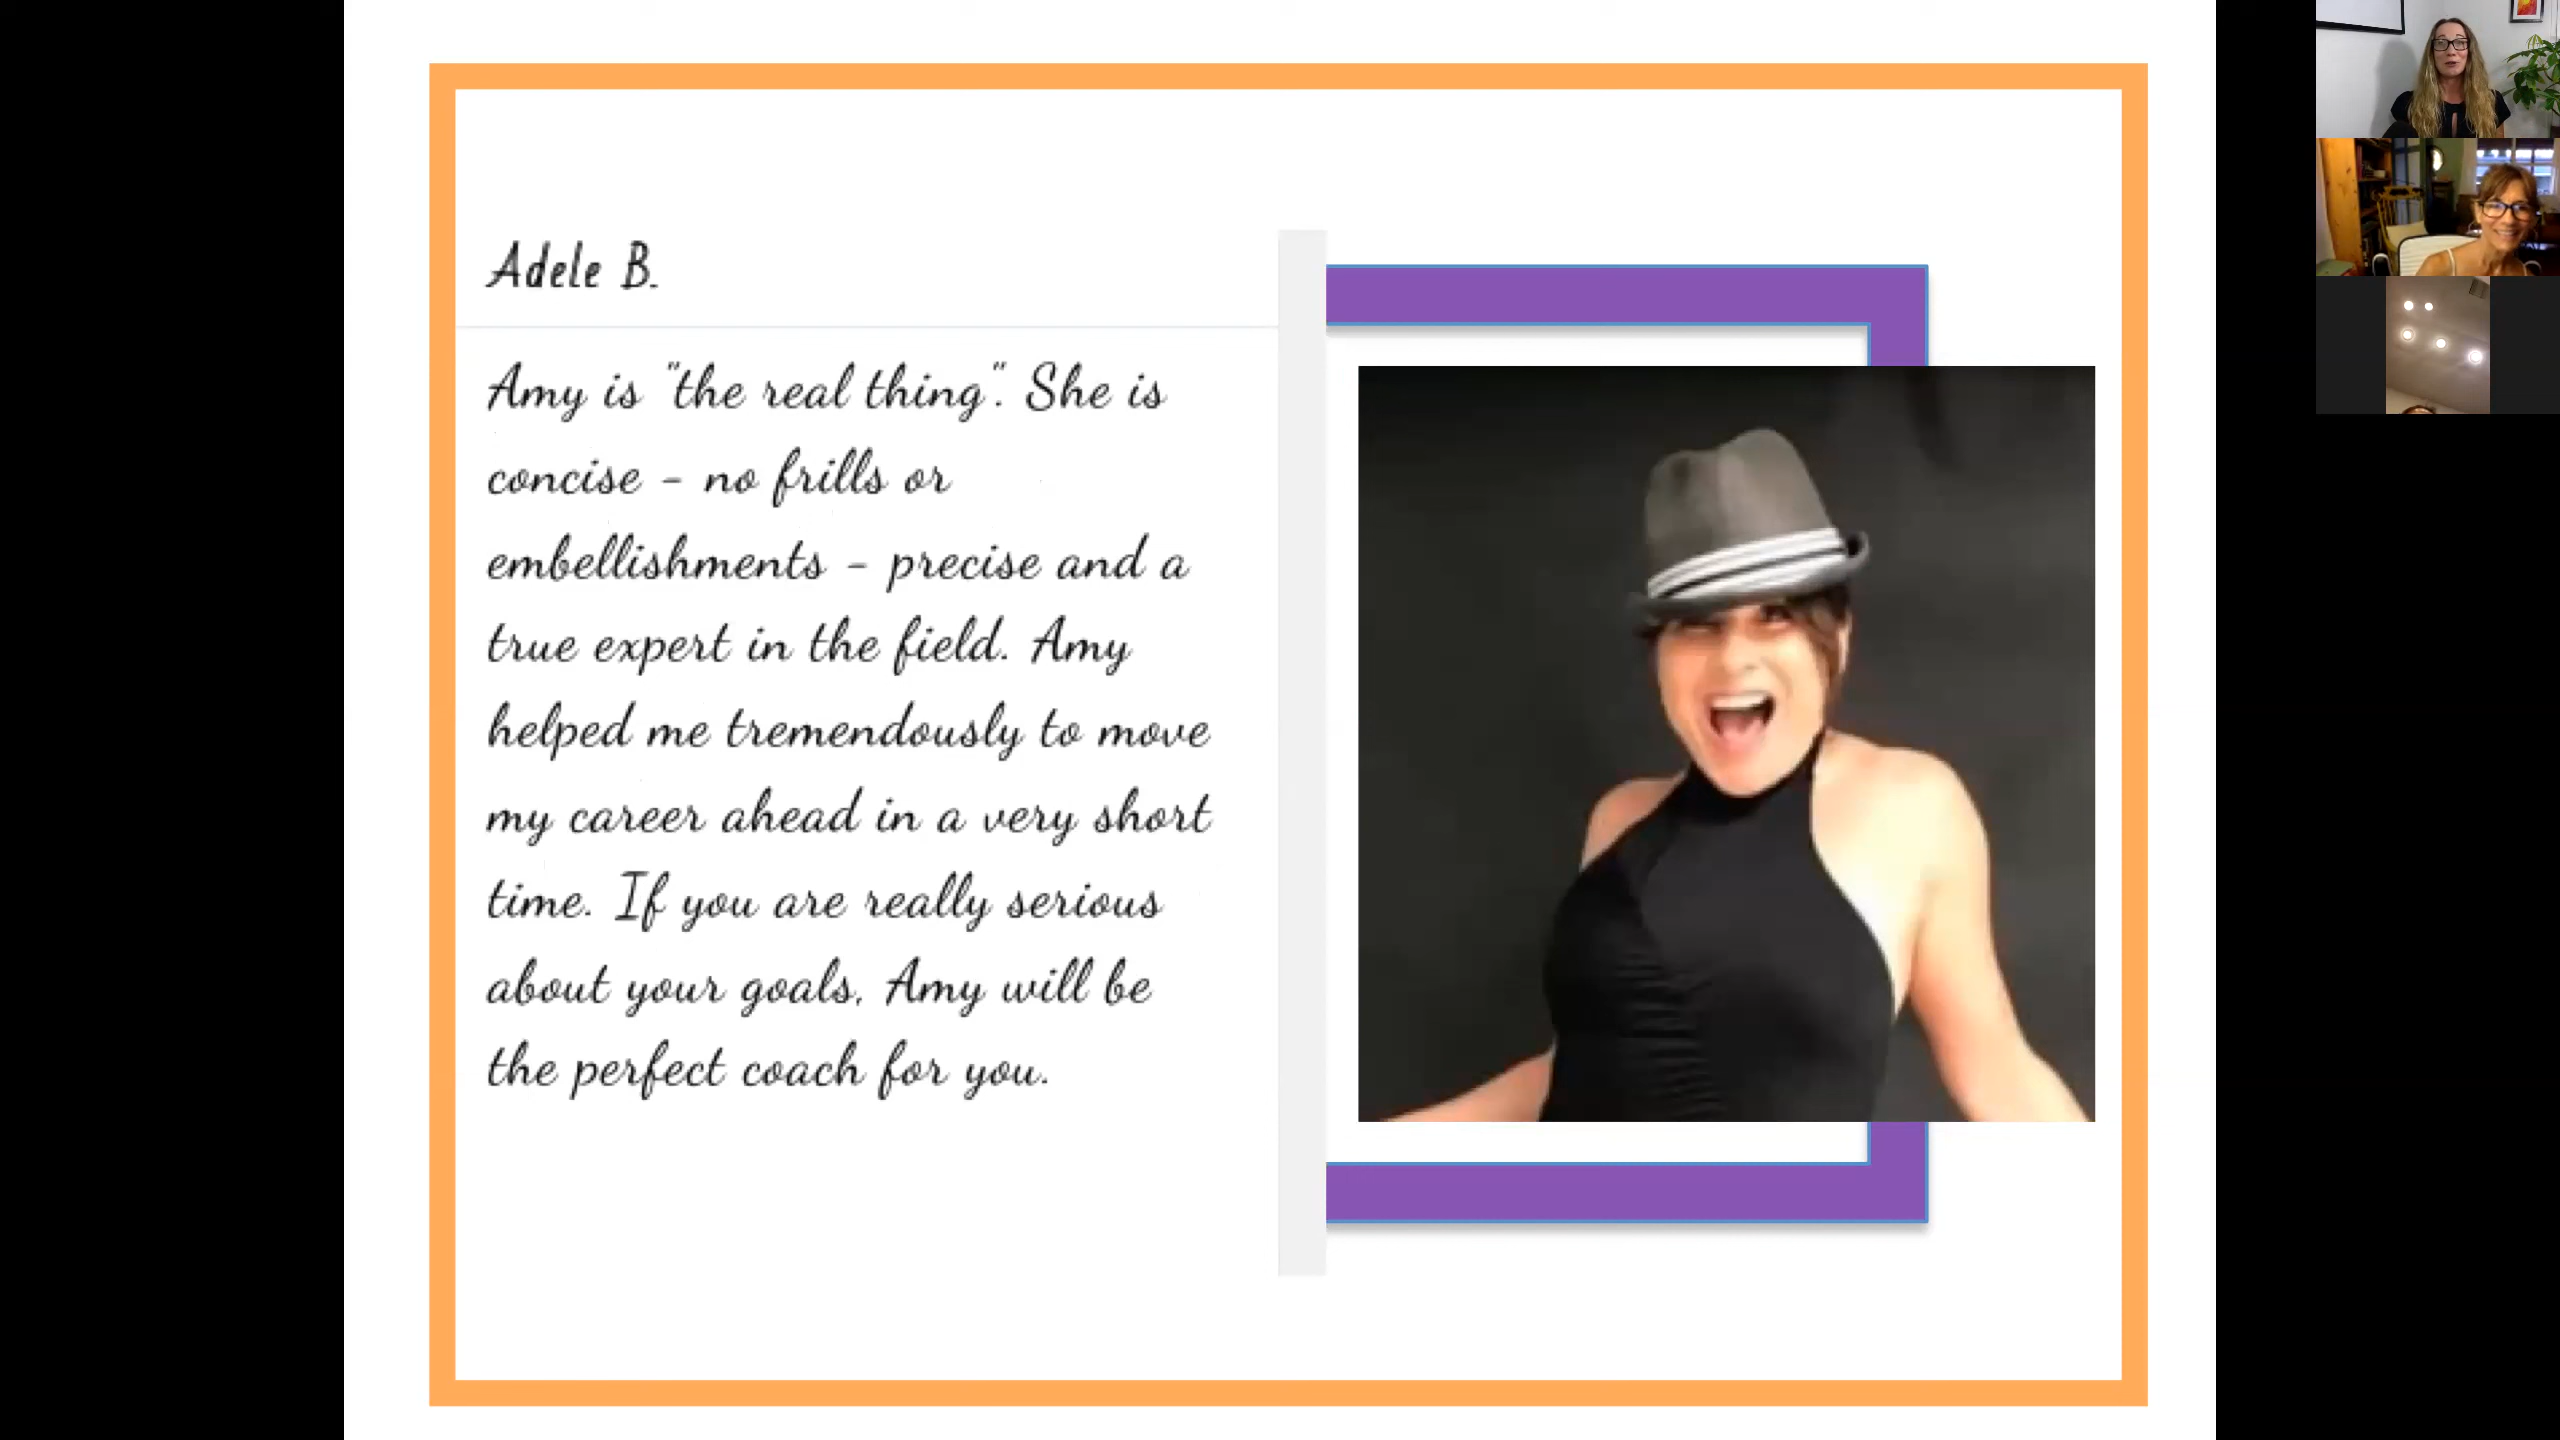 Adele B.
Amy is "the real thing". She is
concise - no frills or
embellishments - precise and a
true expert in the field. Amy
helped me tremendously to move
my career ahead in a very short
time. If you are really serious
about your goals, Amy will be
the perfect coach for you.